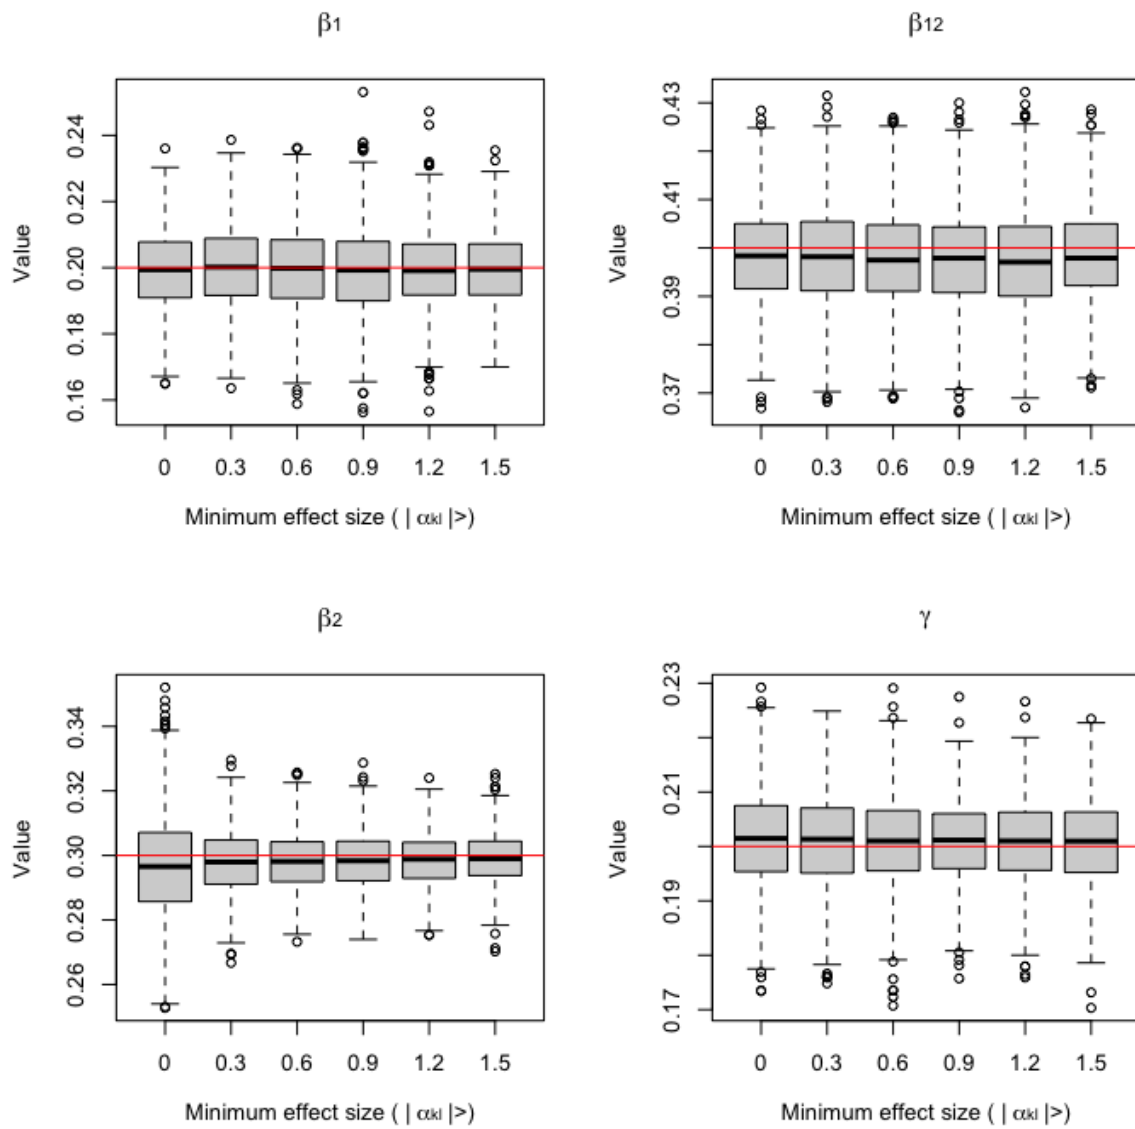 β1
Value
0.24
0.22
0.20
0.18
0.16
0 0.3 0.6 0.9 1.2 1.5
Minimum effect size ( | αkl |>)
β12
Value
0.43
0.41
0.39
0.37
0 0.3 0.6 0.9 1.2 1.5
Minimum effect size ( | αkl |>)
β2
Value
0.34
0.32
0.30
0.28
0.26
0 0.3 0.6 0.9 1.2 1.5
Minimum effect size ( | αkl |>)
γ
Value
0.23
0.21
0.19
0.17
0 0.3 0.6 0.9 1.2 1.5
Minimum effect size ( | αkl |>)